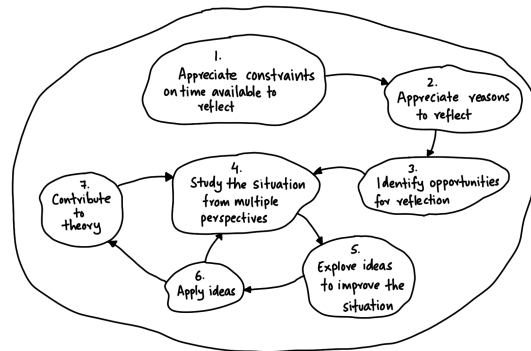 1.
Appreciate constraints
on time available to
reflect
2.
Appreciate reasons
to reflect
3.
Identify opportunities
for reflection
4.
Study the situation
from multiple
perspectives
5.
Explore ideas
to improve the
situation
6.
Apply ideas
7.
Contribute
to
theory